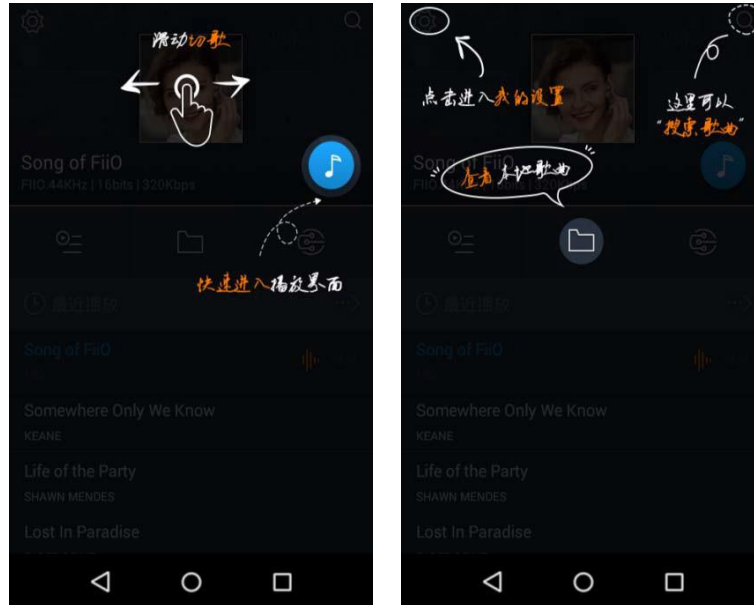 滑动切歌
Song of FiiO
FIIO:44KHz | 16bits | 320Kbps
快速进入播放界面
最近播放
Song of FiiO
Somewhere Only We Know
KEANE
Life of the Party
SHAWN MENDES
Lost In Paradise
点击进入我的设置
这里可以
“搜索歌曲”
Song of FiiO
查看本地歌曲
最近播放
Song of FiiO
Somewhere Only We Know
KEANE
Life of the Party
SHAWN MENDES
Lost In Paradise